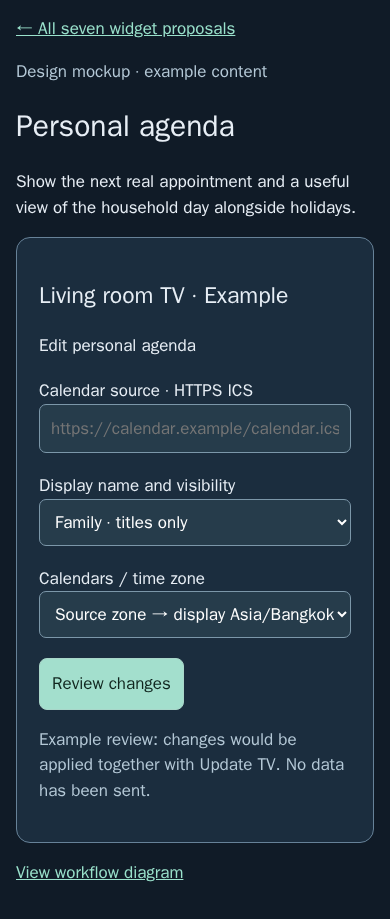 ← All seven widget proposals
Design mockup · example content
Personal agenda
Show the next real appointment and a useful
view of the household day alongside holidays.
Living room TV · Example
Edit personal agenda
Calendar source · HTTPS ICS
https://calendar.example/calendar.ics
Display name and visibility
Family · titles only
Calendars / time zone
Source zone → display Asia/Bangkok
Review changes
Example review: changes would be
applied together with Update TV. No data
has been sent.
View workflow diagram